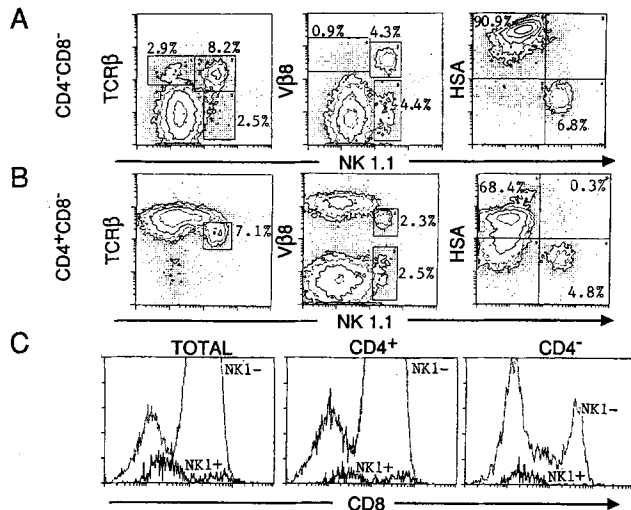 A
CD4-CD8-
TCRβ
2.9%
8.2%
2.5%
Vβ8
0.9%
4.3%
4.4%
HSA
90.9%
6.8%
NK 1.1
B
CD4+CD8-
TCRβ
7.1%
Vβ8
2.3%
2.5%
HSA
68.4%
0.3%
4.8%
NK 1.1
C
TOTAL
CD4+
CD4-
NK1-
NK1+
NK1-
NK1+
NK1-
NK1+
CD8